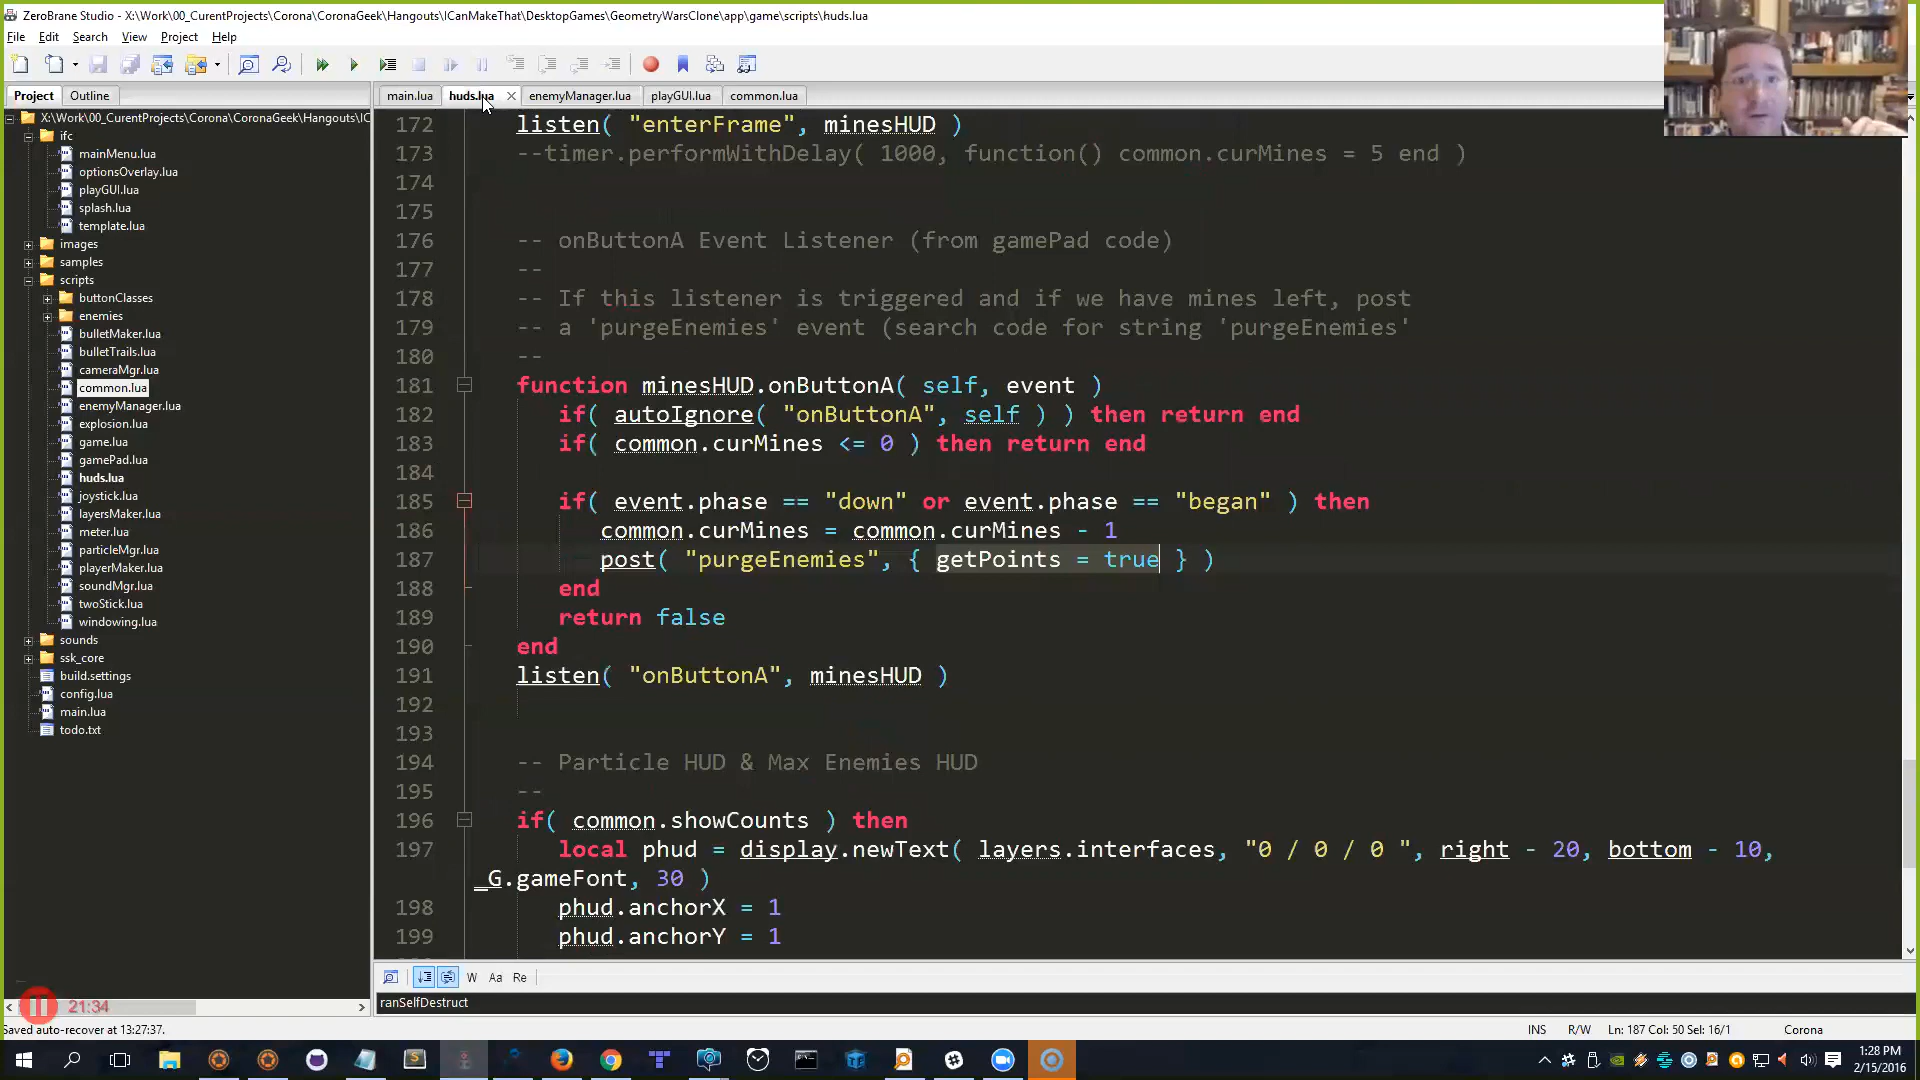 ZeroBrane Studio - X:\Work\00_CurentProjects\Corona\CoronaGeek\Hangouts\ICanMakeThat\DesktopGames\GeometryWarsClone\app\game\scripts\huds.lua
File Edit Search View Project Help
Project Outline
main.lua huds.lua enemyManager.lua playGUI.lua common.lua
X:\Work\00_CurentProjects\Corona\CoronaGeek\Hangouts\IC
ifc
mainMenu.lua
optionsOverlay.lua
playGUI.lua
splash.lua
template.lua
images
samples
scripts
buttonClasses
enemies
bulletMaker.lua
bulletTrails.lua
cameraMgr.lua
common.lua
enemyManager.lua
explosion.lua
game.lua
gamePad.lua
huds.lua
joystick.lua
layersMaker.lua
meter.lua
particleMgr.lua
playerMaker.lua
soundMgr.lua
twoStick.lua
windowing.lua
sounds
ssk_core
build.settings
config.lua
main.lua
todo.txt
172 listen( "enterFrame", minesHUD )
173 --timer.performWithDelay( 1000, function() common.curMines = 5 end )
174
175
176 -- onButtonA Event Listener (from gamePad code)
177 --
178 -- If this listener is triggered and if we have mines left, post
179 -- a 'purgeEnemies' event (search code for string 'purgeEnemies'
180 --
181 function minesHUD.onButtonA( self, event )
182 if( autoIgnore( "onButtonA", self ) ) then return end
183 if( common.curMines <= 0 ) then return end
184
185 if( event.phase == "down" or event.phase == "began" ) then
186 common.curMines = common.curMines - 1
187 post( "purgeEnemies", { getPoints = true } )
188 end
189 return false
190 end
191 listen( "onButtonA", minesHUD )
192
193
194 -- Particle HUD & Max Enemies HUD
195 --
196 if( common.showCounts ) then
197 local phud = display.newText( layers.interfaces, "0 / 0 / 0 ", right - 20, bottom - 10,
_G.gameFont, 30 )
198 phud.anchorX = 1
199 phud.anchorY = 1
W Aa Re
ranSelfDestruct
21:34
Saved auto-recover at 13:27:37.
INS R/W Ln: 187 Col: 50 Sel: 16/1 Corona
1:28 PM
2/15/2016